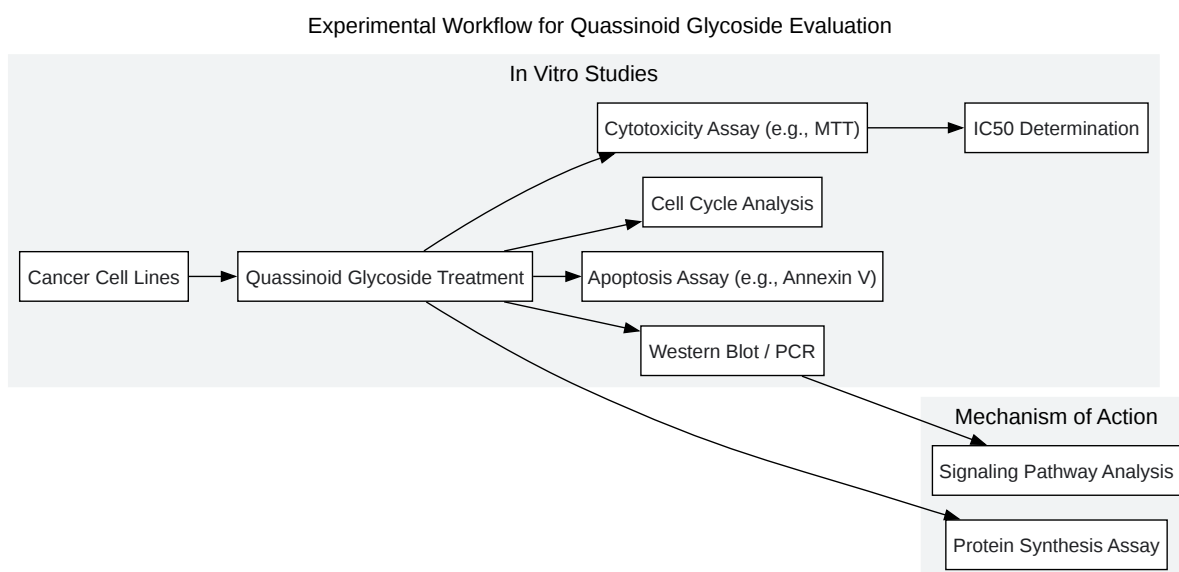 Experimental Workflow for Quassinoid Glycoside Evaluation
In Vitro Studies
Cytotoxicity Assay (e.g., MTT)
IC50 Determination
Cell Cycle Analysis
Cancer Cell Lines
Quassinoid Glycoside Treatment
Apoptosis Assay (e.g., Annexin V)
Western Blot / PCR
Mechanism of Action
Signaling Pathway Analysis
Protein Synthesis Assay